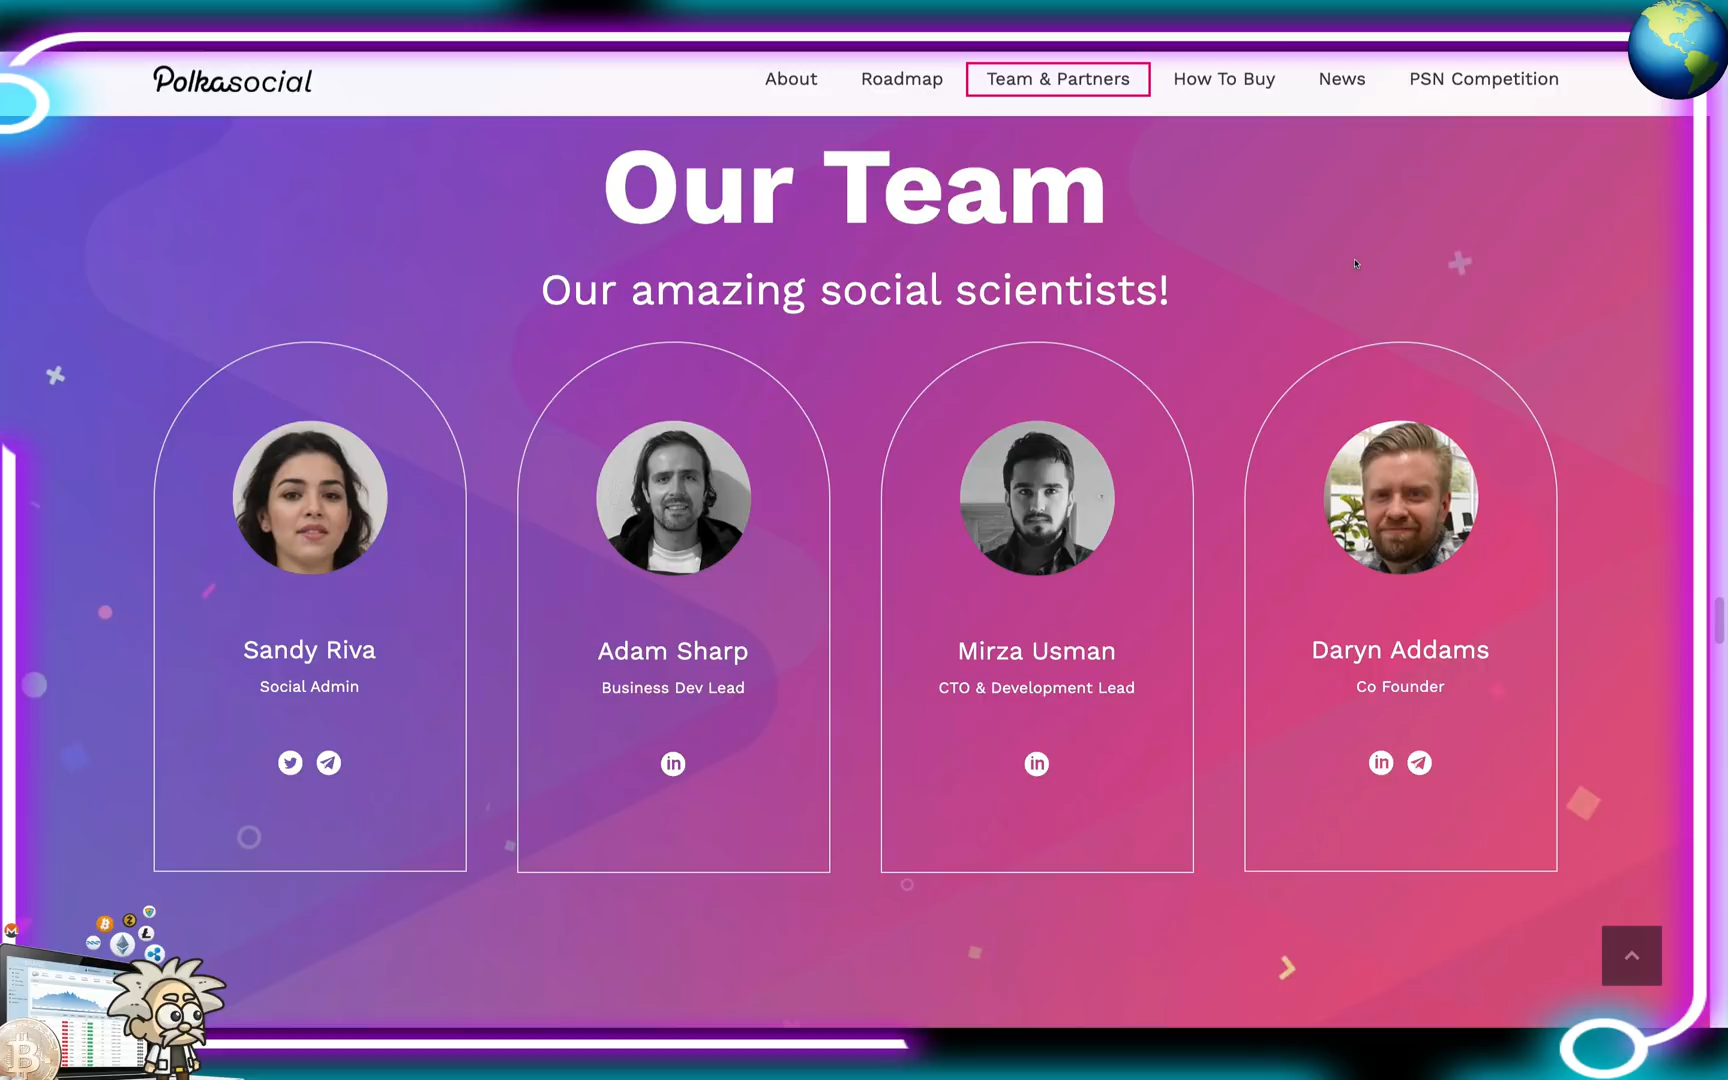 Polkasocial
About
Roadmap
Team & Partners
How To Buy
News
PSN Competition
Our Team
Our amazing social scientists!
Sandy Riva
Social Admin
Adam Sharp
Business Dev Lead
Mirza Usman
CTO & Development Lead
Daryn Addams
Co Founder